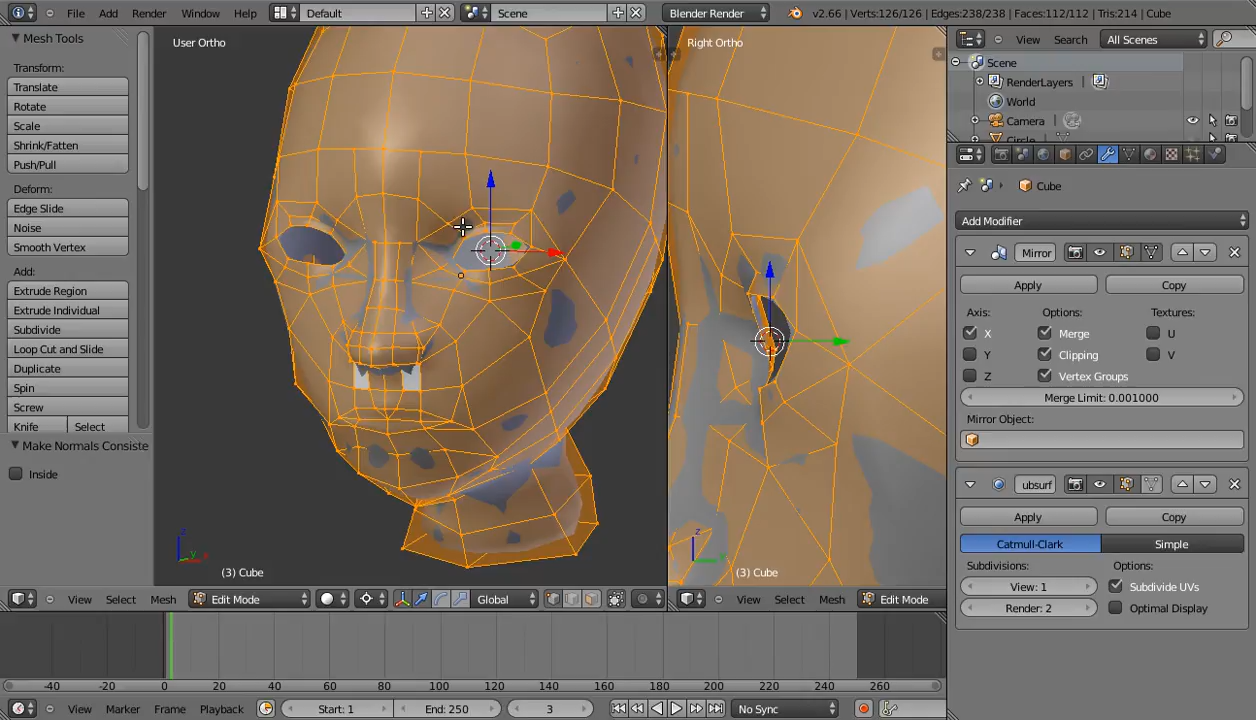 File Add Render Window Help Default Scene Blender Render v2.66 | Verts:126/126 | Edges:238/238 | Faces:112/112 | Tris:214 | Cube
Mesh Tools
Transform:
Translate
Rotate
Scale
Shrink/Fatten
Push/Pull
Deform:
Edge Slide
Noise
Smooth Vertex
Add:
Extrude Region
Extrude Individual
Subdivide
Loop Cut and Slide
Duplicate
Spin
Screw
Knife Select
Make Normals Consiste
Inside
User Ortho
(3) Cube
Right Ortho
(3) Cube
View Select Mesh Edit Mode Global
View Select Mesh Edit Mode
View Search All Scenes
Scene
RenderLayers
World
Camera
Circle
Cube
Add Modifier
Mirror
Apply Copy
Axis: Options: Textures:
X Merge U
Y Clipping V
Z Vertex Groups
Merge Limit: 0.001000
Mirror Object:
ubsurf
Apply Copy
Catmull-Clark Simple
Subdivisions: Options:
View: 1 Subdivide UVs
Render: 2 Optimal Display
-40 -20 0 20 40 60 80 100 120 140 160 180 200 220 240 260
View Marker Frame Playback Start: 1 End: 250 3 No Sync